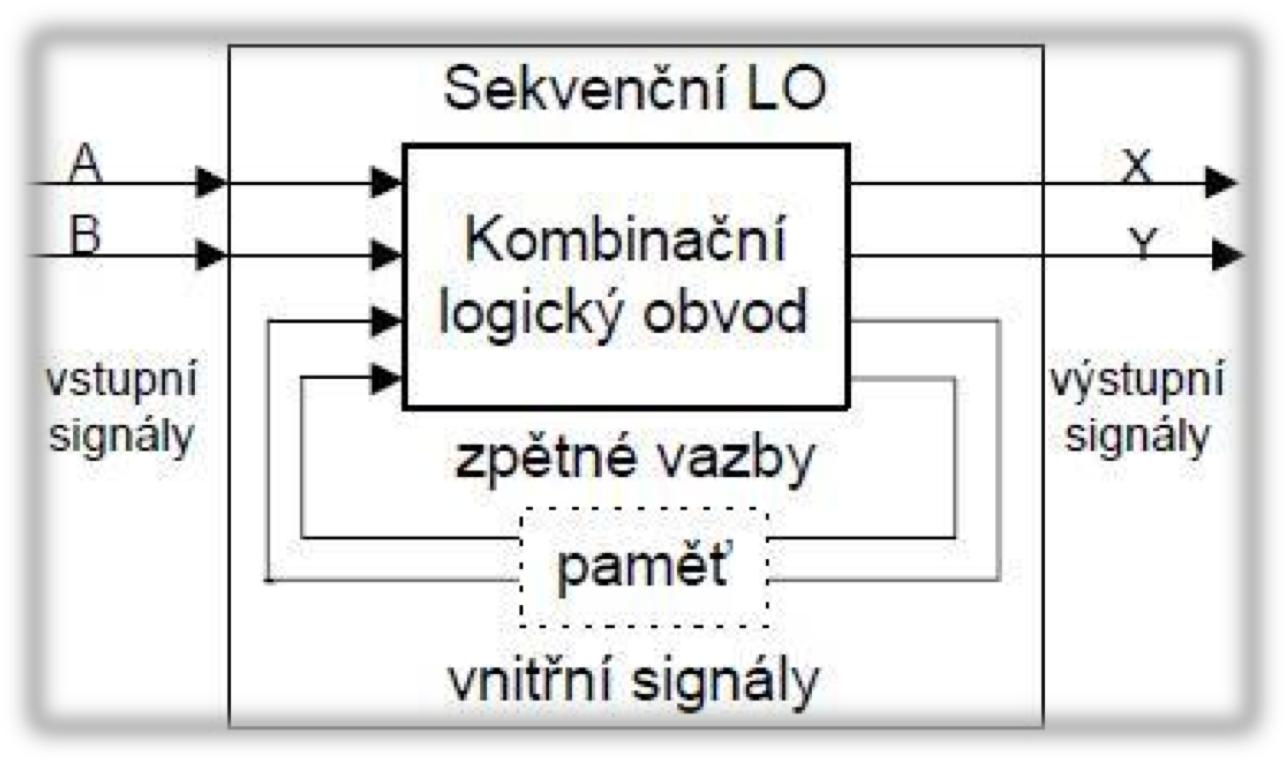 Sekvenční LO
A
B
Kombinační
logický obvod
X
Y
vstupní
signály
výstupní
signály
zpětné vazby
paměť
vnitřní signály